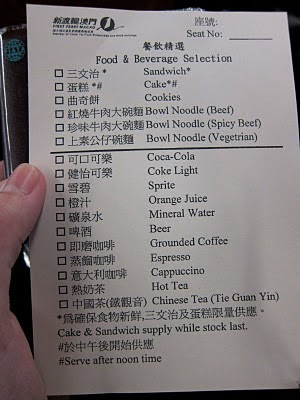 新渡輪(澳門)
FIRST FERRY (MACAU)
座號:
Seat No:
餐飲精選
Food & Beverage Selection
□ 三文治 * Sandwich*
□ 蛋糕 *# Cake*#
□ 曲奇餅 Cookies
□ 紅燒牛肉大碗麵 Bowl Noodle (Beef)
□ 珍味牛肉大碗麵 Bowl Noodle (Spicy Beef)
□ 上素公仔碗麵 Bowl Noodle (Vegetrian)
□ 可口可樂 Coca-Cola
□ 健怡可樂 Coke Light
□ 雪碧 Sprite
□ 橙汁 Orange Juice
□ 礦泉水 Mineral Water
□ 啤酒 Beer
□ 即磨咖啡 Grounded Coffee
□ 蒸餾咖啡 Espresso
□ 意大利咖啡 Cappuccino
□ 熱奶茶 Hot Tea
□ 中國茶(鐵觀音) Chinese Tea (Tie Guan Yin)
*為確保食物新鮮,三文治及蛋糕限量供應。
Cake & Sandwich supply while stock last.
#於中午後開始供應
#Serve after noon time